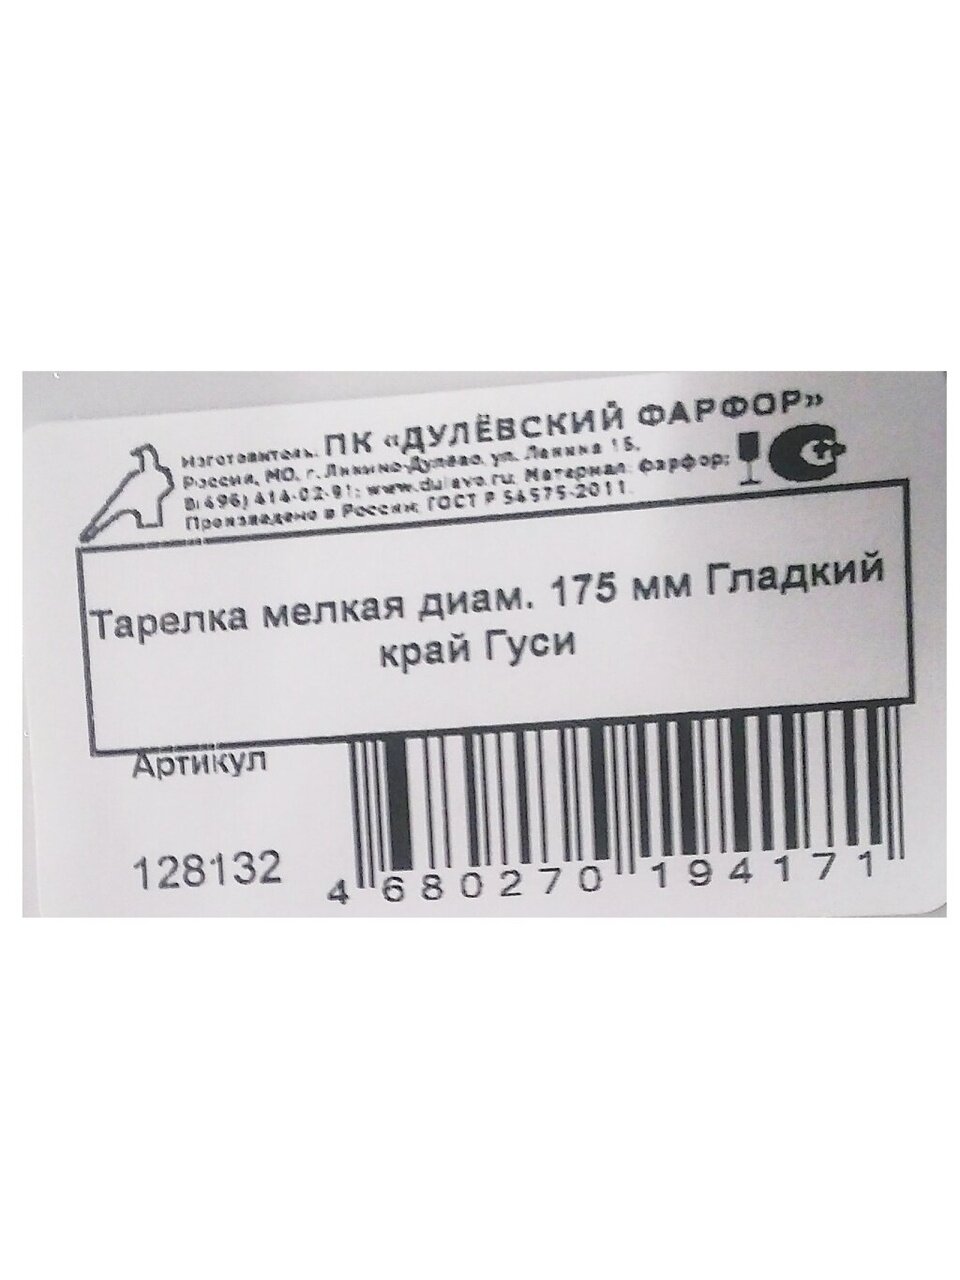 Изготовитель: ПК «ДУЛЁВСКИЙ ФАРФОР»
Россия, МО, г. Ликино-Дулёво, ул. Ленина 15,
8(496) 414-02-91; www.dulevo.ru; Материал: фарфор;
Произведено в России; ГОСТ Р 54575-2011.
Тарелка мелкая диам. 175 мм Гладкий
край Гуси
Артикул
128132
4 680270 194171